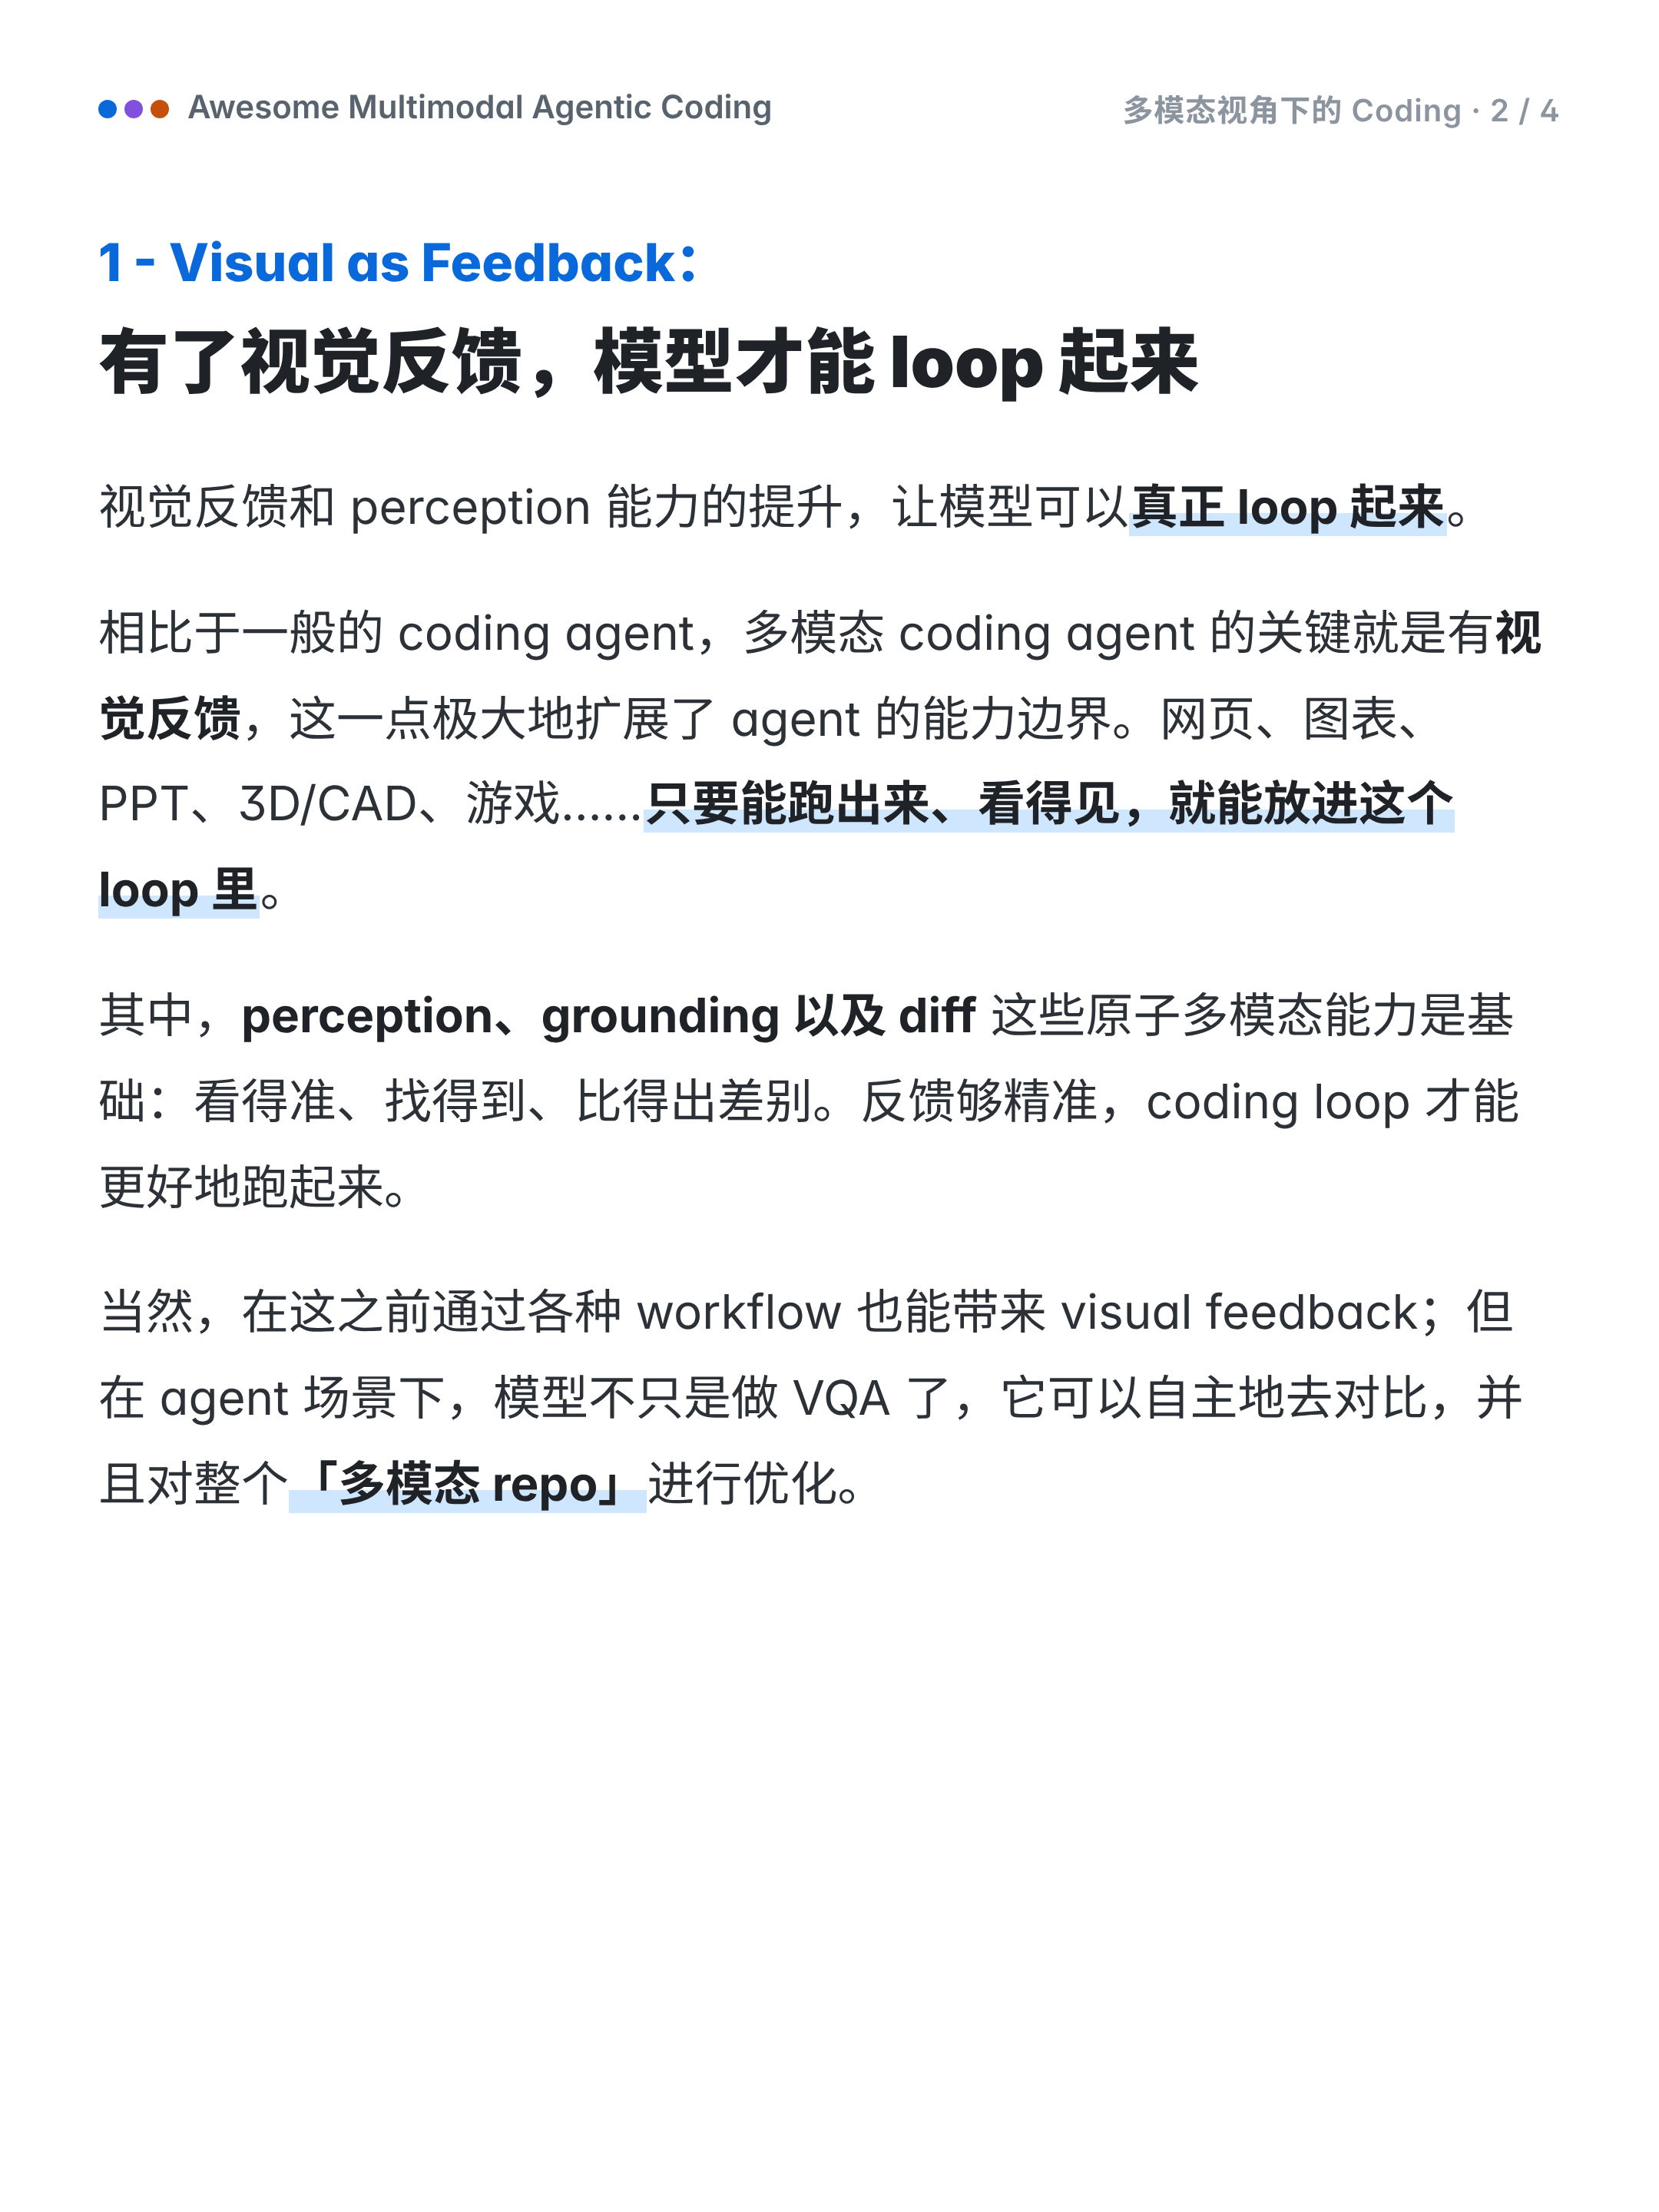 Awesome Multimodal Agentic Coding
多模态视角下的 Coding · 2 / 4
1 - Visual as Feedback：
有了视觉反馈，模型才能 loop 起来
视觉反馈和 perception 能力的提升，让模型可以真正 loop 起来。
相比于一般的 coding agent，多模态 coding agent 的关键就是有视
觉反馈，这一点极大地扩展了 agent 的能力边界。网页、图表、
PPT、3D/CAD、游戏……只要能跑出来、看得见，就能放进这个
loop 里。
其中，perception、grounding 以及 diff 这些原子多模态能力是基
础：看得准、找得到、比得出差别。反馈够精准，coding loop 才能
更好地跑起来。
当然，在这之前通过各种 workflow 也能带来 visual feedback；但
在 agent 场景下，模型不只是做 VQA 了，它可以自主地去对比，并
且对整个「多模态 repo」进行优化。